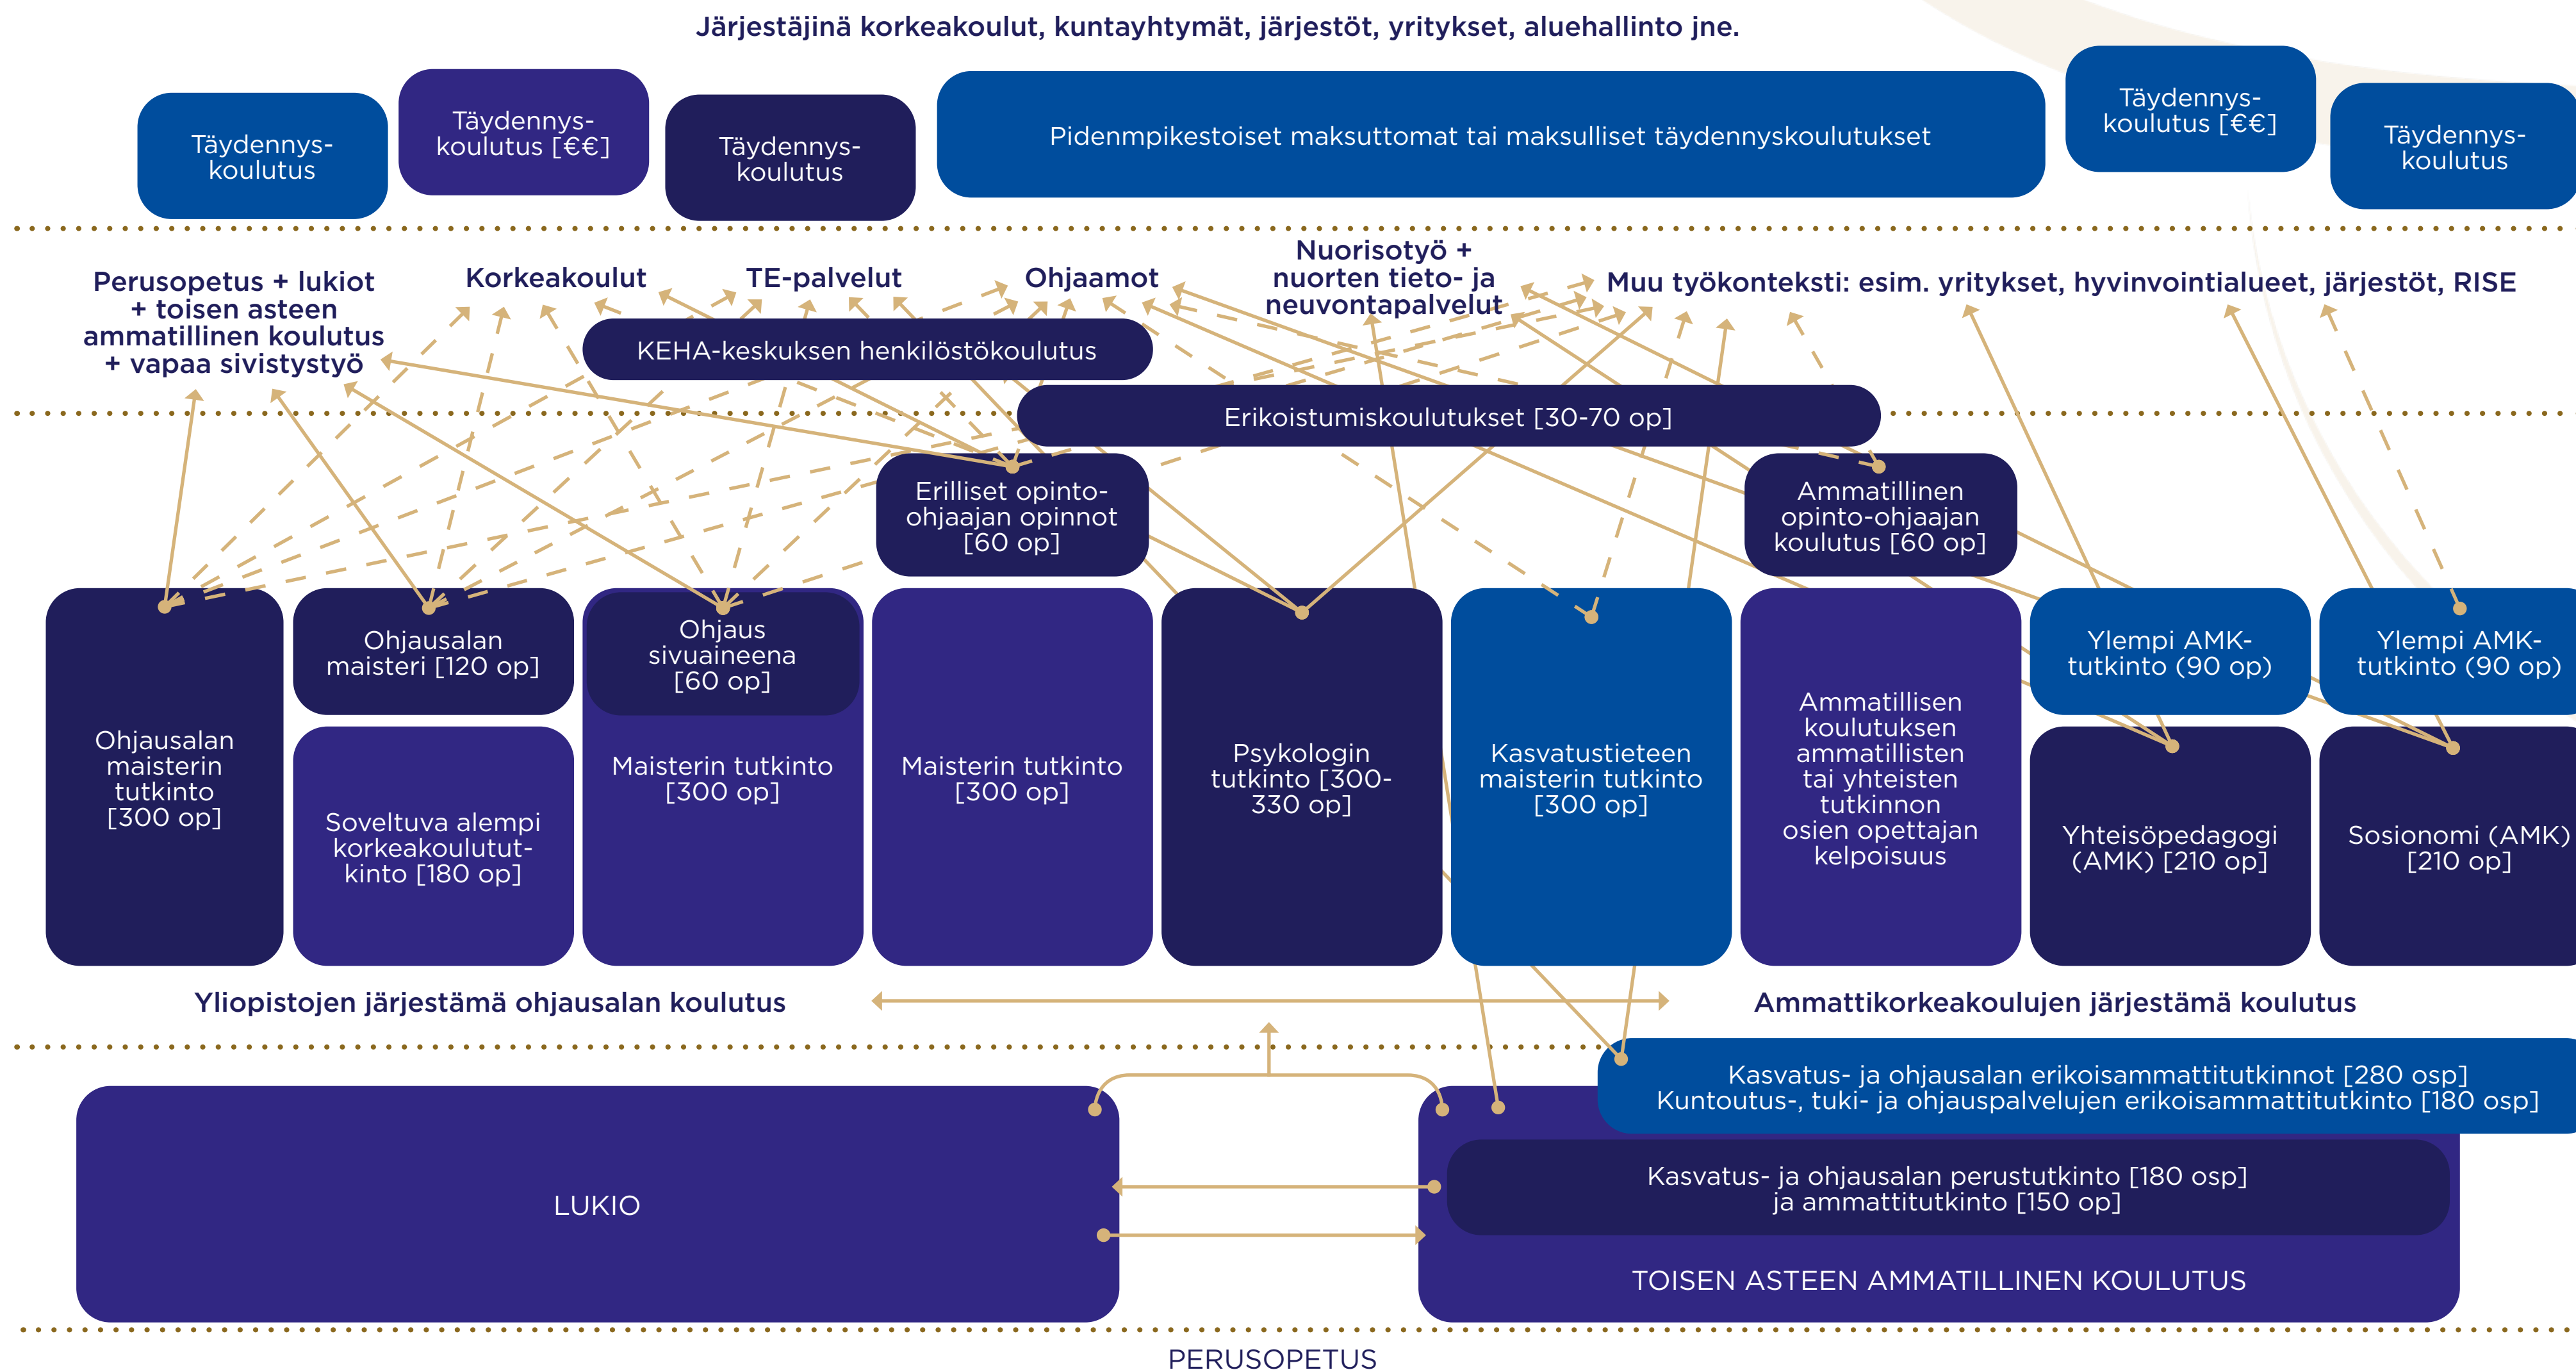 Järjestäjinä korkeakoulut, kuntayhtymät, järjestöt, yritykset, aluehallinto jne.
Täydennys-
koulutus
Täydennys-
koulutus [€€]
Täydennys-
koulutus
Pidenmpikestoiset maksuttomat tai maksulliset täydennyskoulutukset
Täydennys-
koulutus [€€]
Täydennys-
koulutus
Perusopetus + lukiot
+ toisen asteen
ammatillinen koulutus
+ vapaa sivistystyö
Korkeakoulut
TE-palvelut
Ohjaamot
Nuorisotyö +
nuorten tieto- ja
neuvontapalvelut
Muu työkonteksti: esim. yritykset, hyvinvointialueet, järjestöt, RISE
KEHA-keskuksen henkilöstökoulutus
Erikoistumiskoulutukset [30-70 op]
Erilliset opinto-
ohjaajan opinnot
[60 op]
Ammatillinen
opinto-ohjaajan
koulutus [60 op]
Ohjausalan
maisterin
tutkinto
[300 op]
Ohjausalan
maisteri [120 op]
Soveltuva alempi
korkeakoulutut-
kinto [180 op]
Ohjaus
sivuaineena
[60 op]
Maisterin tutkinto
[300 op]
Maisterin tutkinto
[300 op]
Psykologin
tutkinto [300-
330 op]
Kasvatustieteen
maisterin tutkinto
[300 op]
Ammatillisen
koulutuksen
ammatillisten
tai yhteisten
tutkinnon
osien opettajan
kelpoisuus
Ylempi AMK-
tutkinto (90 op)
Yhteisöpedagogi
(AMK) [210 op]
Ylempi AMK-
tutkinto (90 op)
Sosionomi (AMK)
[210 op]
Yliopistojen järjestämä ohjausalan koulutus
Ammattikorkeakoulujen järjestämä koulutus
Kasvatus- ja ohjausalan erikoisammattitutkinnot [280 osp]
Kuntoutus-, tuki- ja ohjauspalvelujen erikoisammattitutkinto [180 osp]
LUKIO
Kasvatus- ja ohjausalan perustutkinto [180 osp]
ja ammattitutkinto [150 op]
TOISEN ASTEEN AMMATILLINEN KOULUTUS
PERUSOPETUS